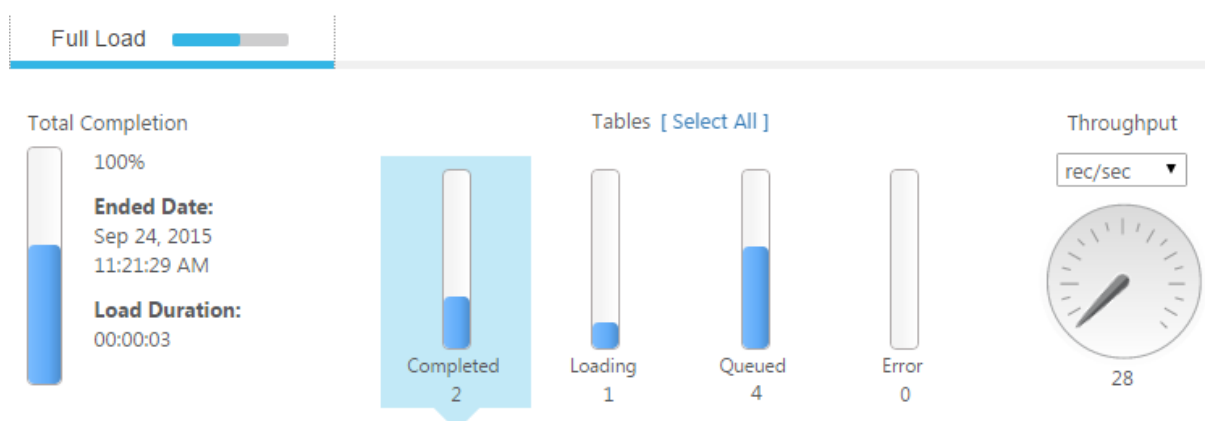 Full Load
Total Completion
100%
Ended Date:
Sep 24, 2015
11:21:29 AM
Load Duration:
00:00:03
Tables [ Select All ]
Completed
2
Loading
1
Queued
4
Error
0
Throughput
rec/sec
28